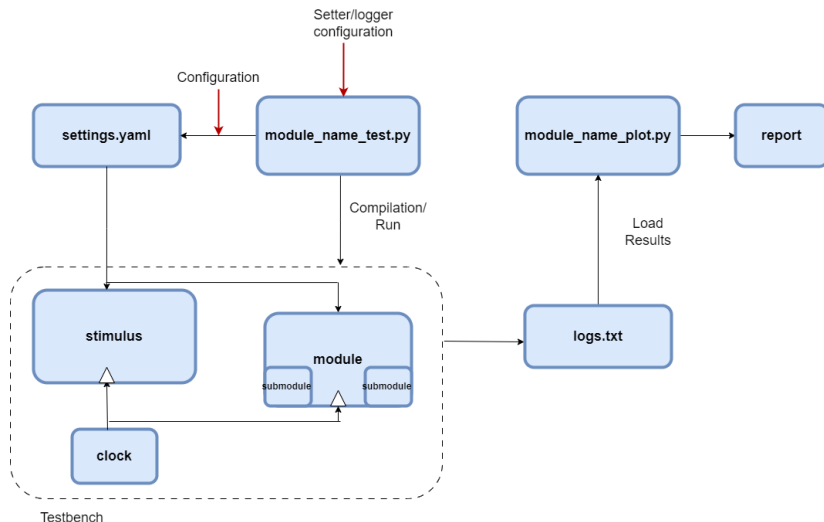 Setter/logger
configuration
Configuration
settings.yaml
module_name_test.py
module_name_plot.py
report
Compilation/
Run
Load
Results
stimulus
module
submodule
submodule
logs.txt
clock
Testbench